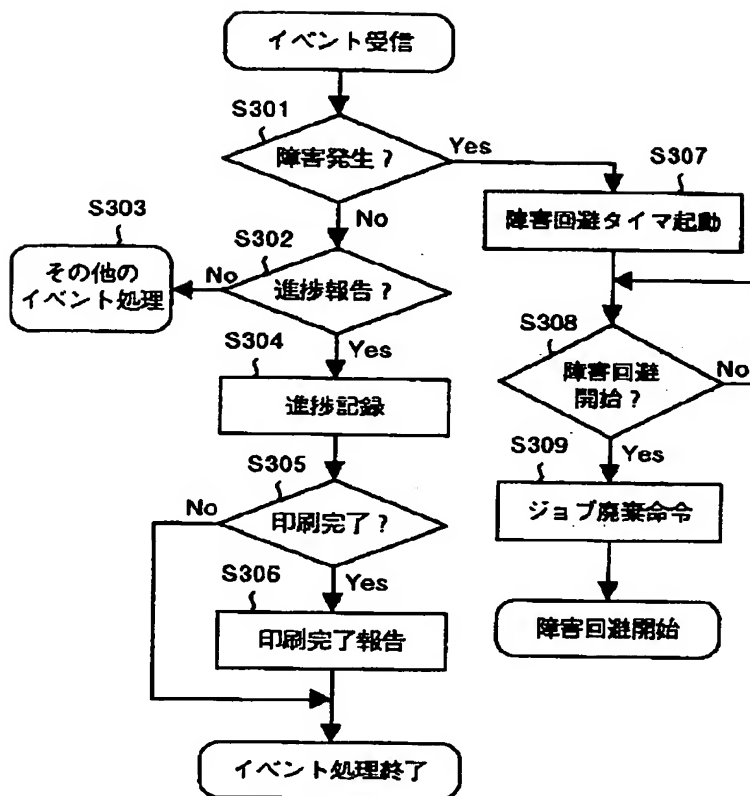 イベント受信
S301
障害発生？
Yes
No
S307
障害回避タイマ起動
S303
その他の
イベント処理
No
S302
進捗報告？
Yes
S308
障害回避
開始？
No
Yes
S304
進捗記録
S309
ジョブ廃棄命令
S305
No
印刷完了？
Yes
S306
印刷完了報告
障害回避開始
イベント処理終了